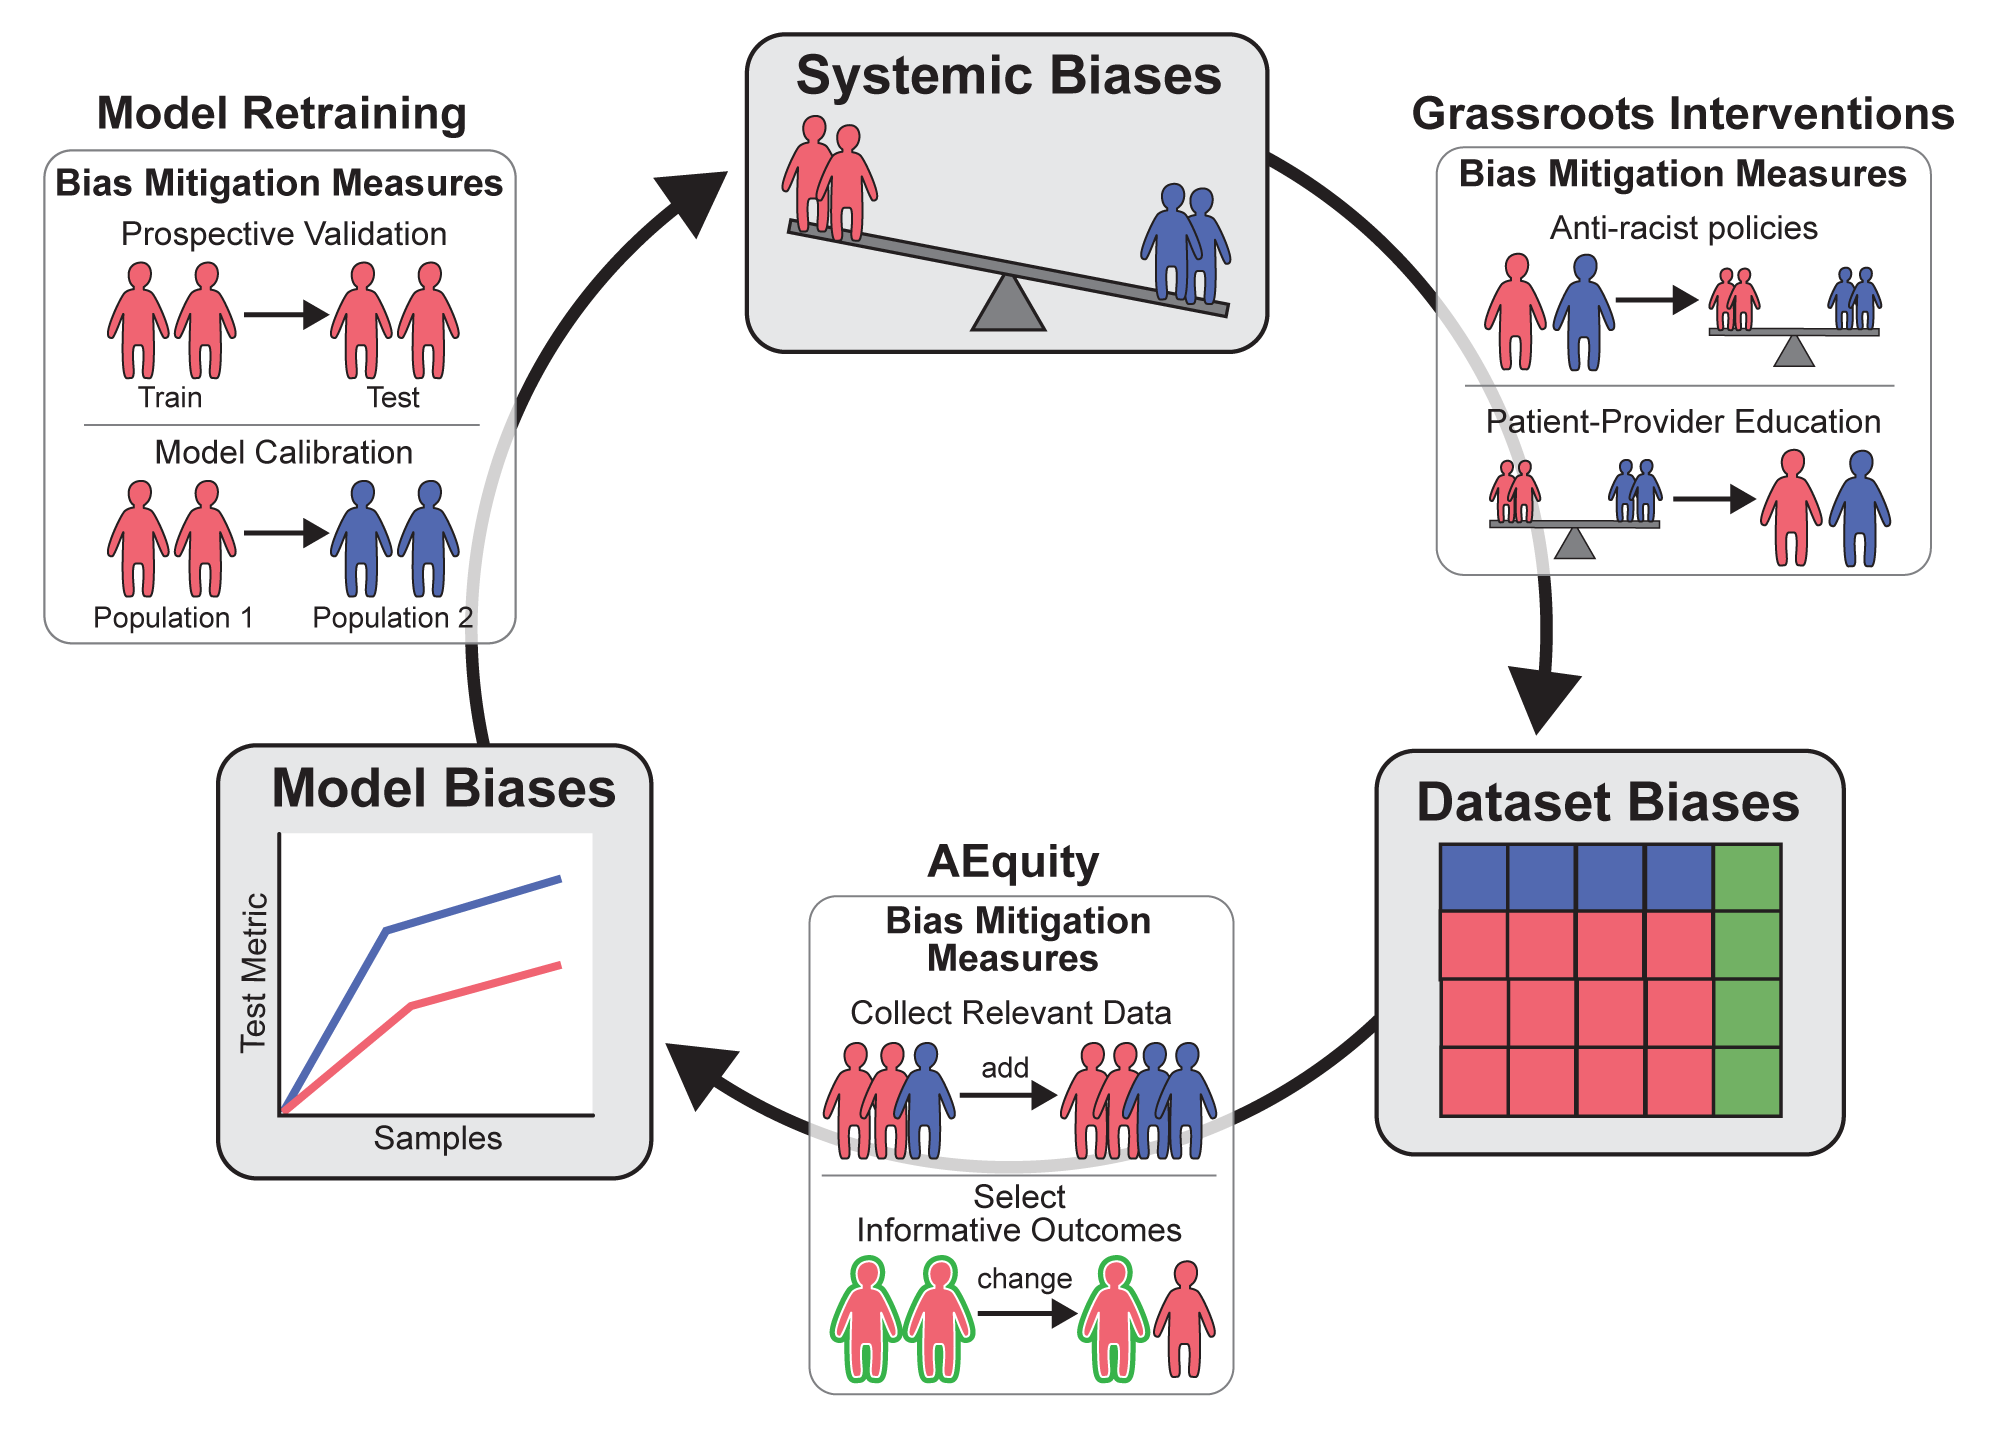 Systemic Biases
Model Retraining
Bias Mitigation Measures
Prospective Validation
Train
Test
Model Calibration
Population 1
Population 2
Grassroots Interventions
Bias Mitigation Measures
Anti-racist policies
Patient-Provider Education
Model Biases
Test Metric
Samples
AEquity
Bias Mitigation
Measures
Collect Relevant Data
add
Select
Informative Outcomes
change
Dataset Biases